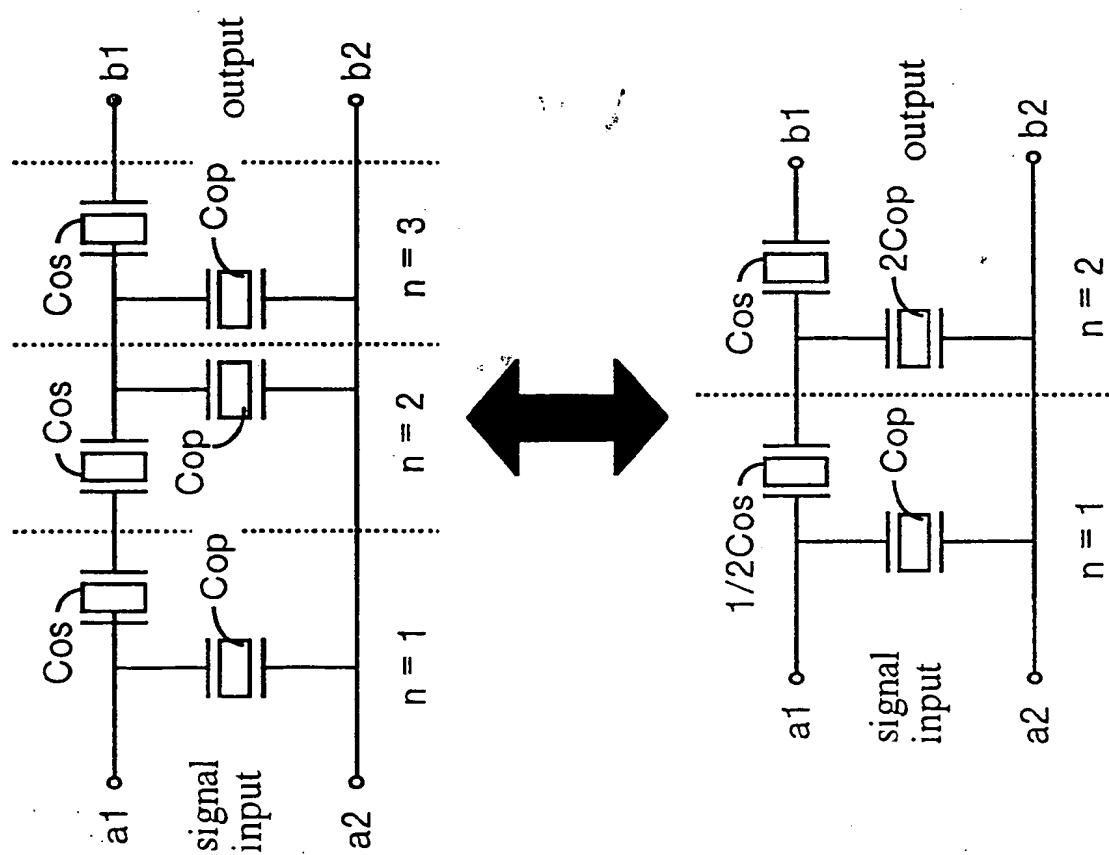 a1
Cos
Cos
Cos
b1
signal
input
Cop
Cop
Cop
output
a2
n = 1
n = 2
n = 3
b2
a1
1/2Cos
Cos
b1
signal
input
Cop
2Cop
output
a2
n = 1
n = 2
b2